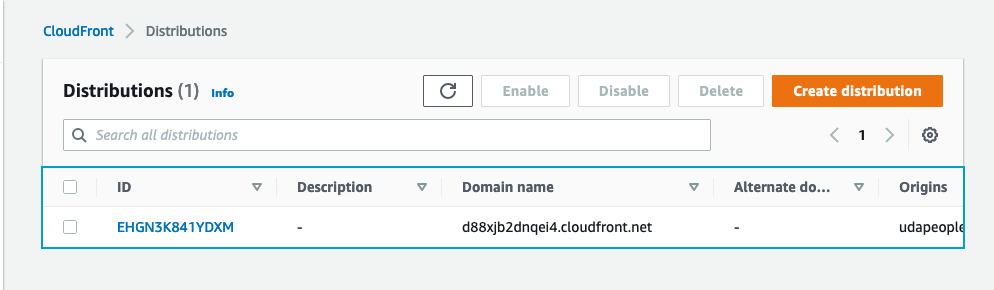 CloudFront > Distributions
Distributions (1) Info Enable Disable Delete Create distribution
Search all distributions 1
ID Description Domain name Alternate do... Origins
EHGN3K841YDXM - d88xjb2dnqei4.cloudfront.net - udapeople